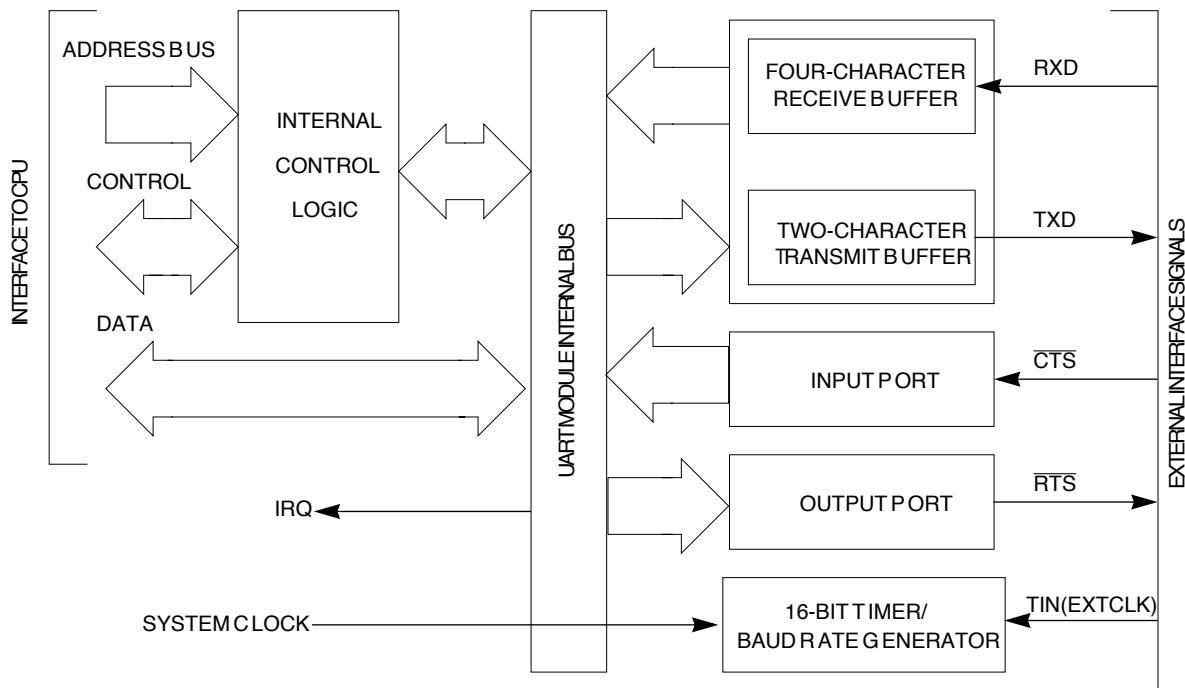 INTERFACE TO CPU
ADDRESS BUS
CONTROL
DATA
INTERNAL
CONTROL
LOGIC
IRQ
SYSTEM CLOCK
UART MODULE INTERNAL BUS
FOUR-CHARACTER
RECEIVE BUFFER
TWO-CHARACTER
TRANSMIT BUFFER
INPUT PORT
OUTPUT PORT
16-BIT TIMER/
BAUD RATE GENERATOR
RXD
TXD
CTS
RTS
TIN(EXTCLK)
EXTERNAL INTERFACE SIGNALS